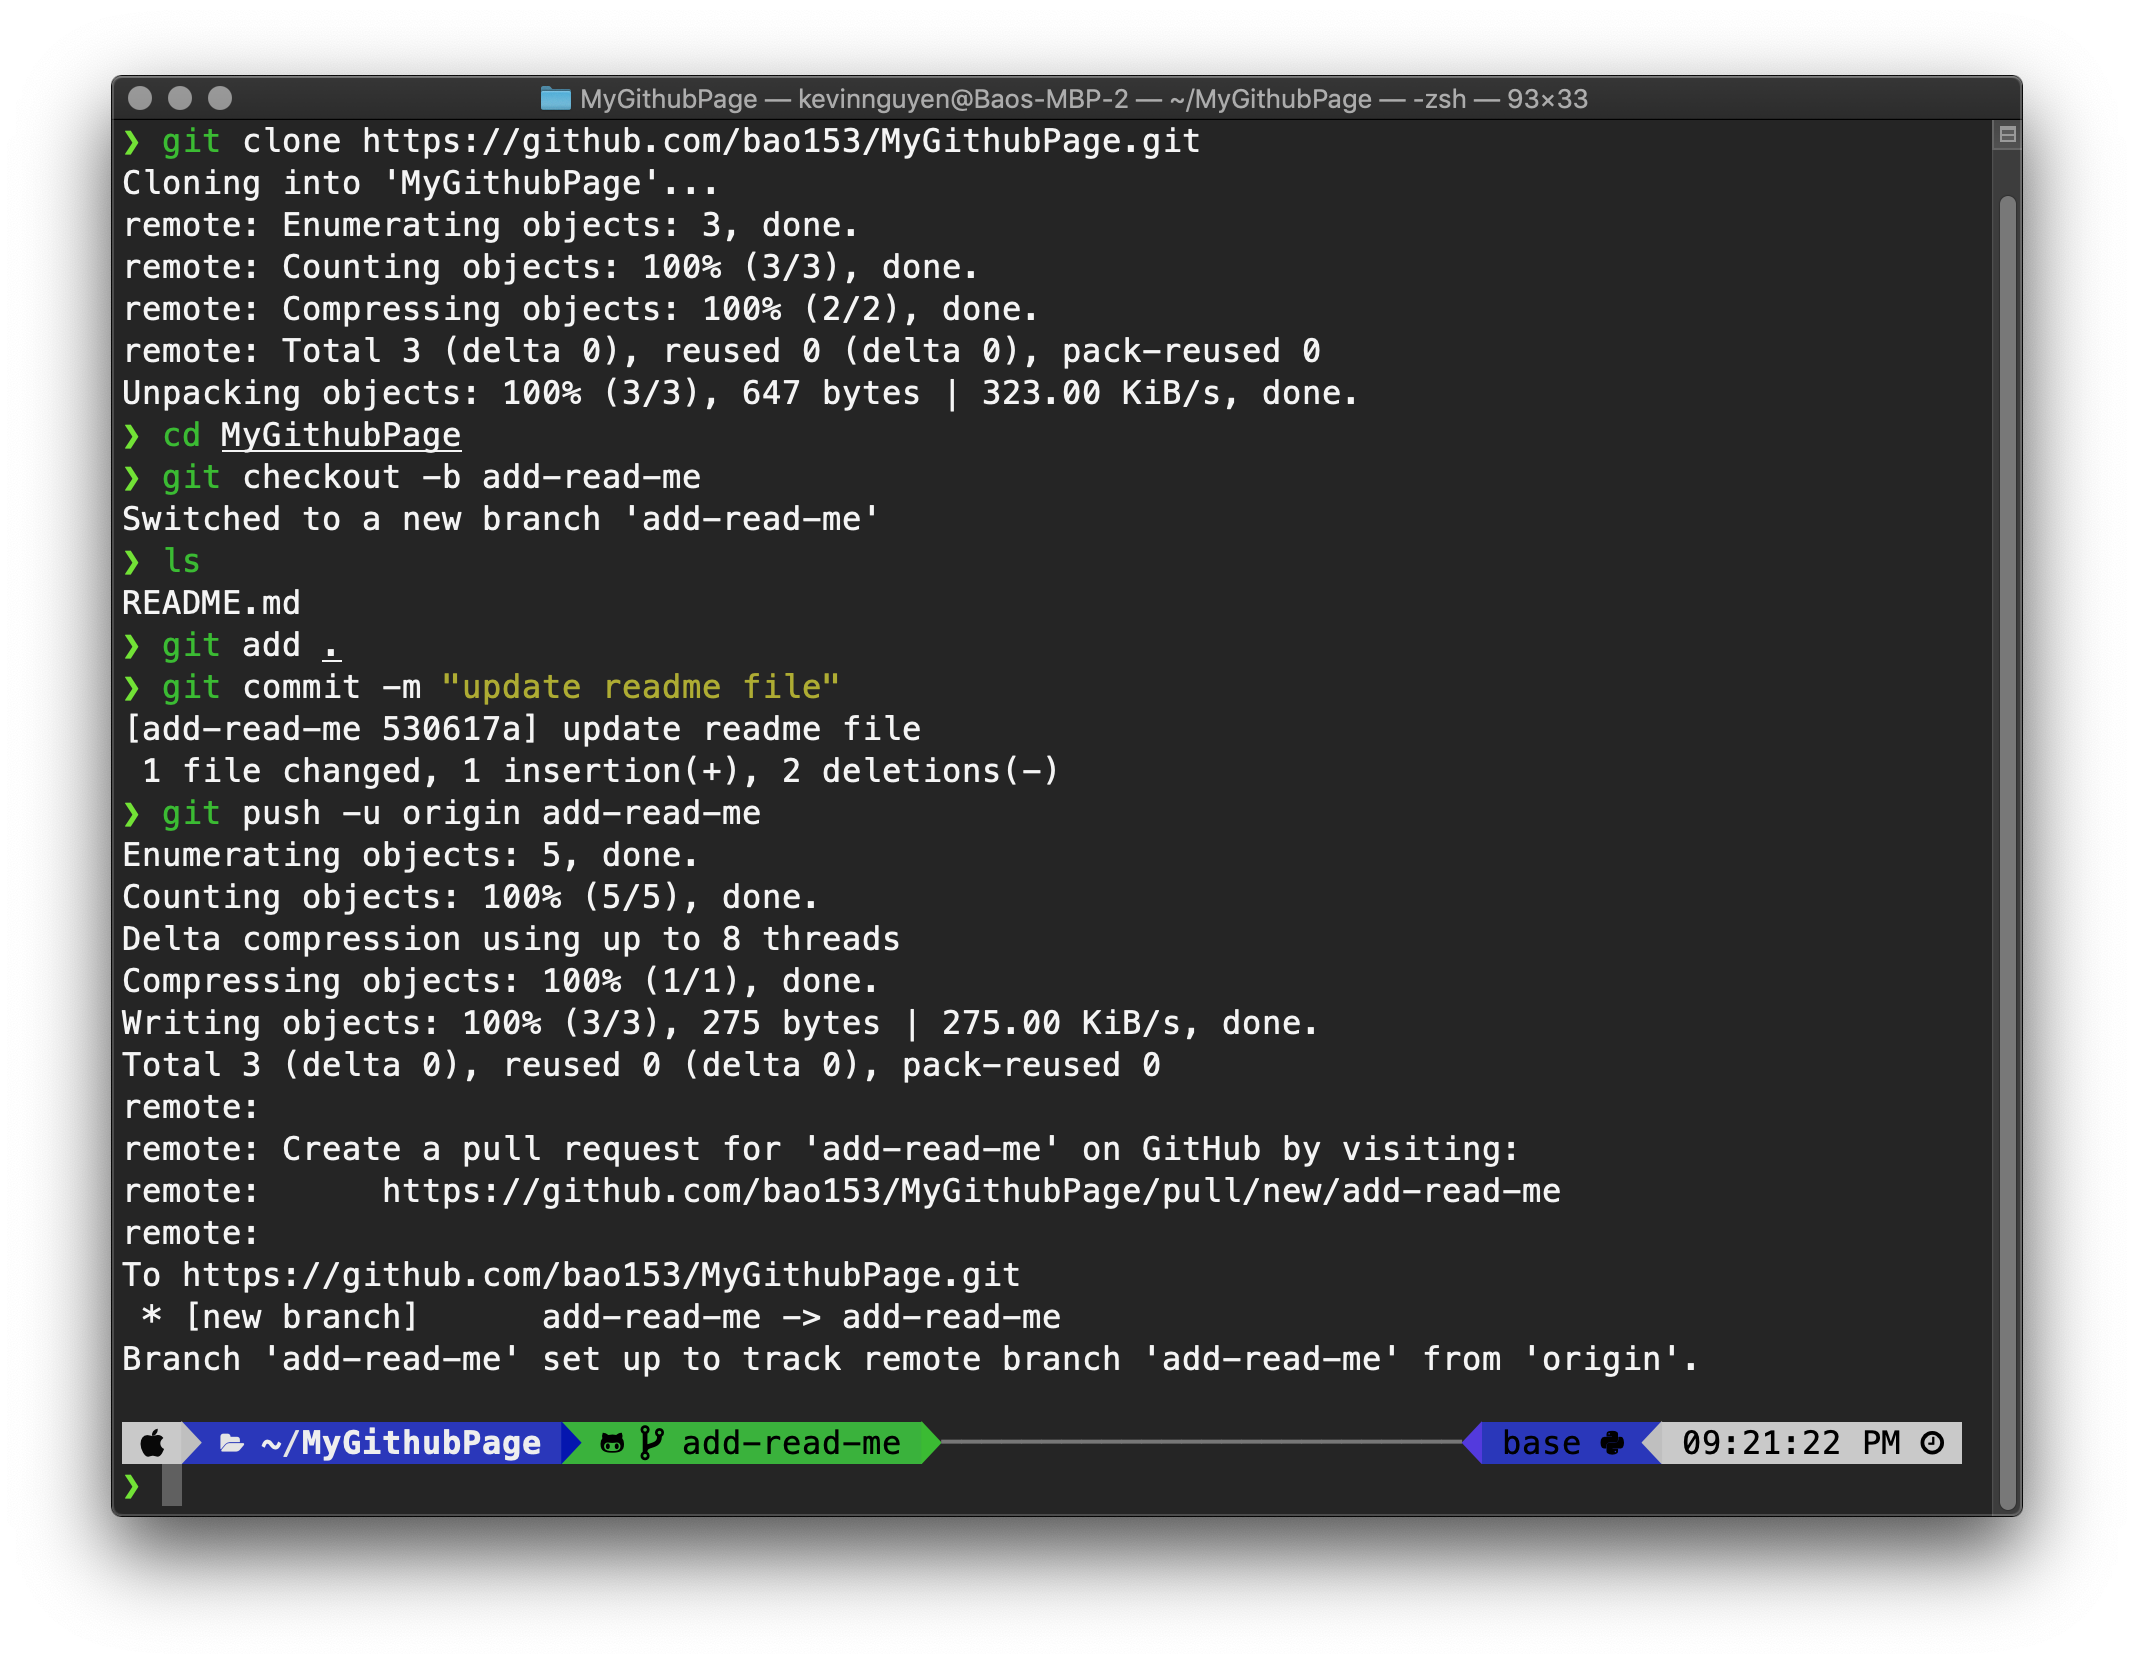 MyGithubPage — kevinnguyen@Baos-MBP-2 — ~/MyGithubPage — -zsh — 93×33
❯ git clone https://github.com/bao153/MyGithubPage.git
Cloning into 'MyGithubPage'...
remote: Enumerating objects: 3, done.
remote: Counting objects: 100% (3/3), done.
remote: Compressing objects: 100% (2/2), done.
remote: Total 3 (delta 0), reused 0 (delta 0), pack-reused 0
Unpacking objects: 100% (3/3), 647 bytes | 323.00 KiB/s, done.
❯ cd MyGithubPage
❯ git checkout -b add-read-me
Switched to a new branch 'add-read-me'
❯ ls
README.md
❯ git add .
❯ git commit -m "update readme file"
[add-read-me 530617a] update readme file
 1 file changed, 1 insertion(+), 2 deletions(-)
❯ git push -u origin add-read-me
Enumerating objects: 5, done.
Counting objects: 100% (5/5), done.
Delta compression using up to 8 threads
Compressing objects: 100% (1/1), done.
Writing objects: 100% (3/3), 275 bytes | 275.00 KiB/s, done.
Total 3 (delta 0), reused 0 (delta 0), pack-reused 0
remote:
remote: Create a pull request for 'add-read-me' on GitHub by visiting:
remote:      https://github.com/bao153/MyGithubPage/pull/new/add-read-me
remote:
To https://github.com/bao153/MyGithubPage.git
 * [new branch]      add-read-me -> add-read-me
Branch 'add-read-me' set up to track remote branch 'add-read-me' from 'origin'.
~/MyGithubPage add-read-me base 09:21:22 PM
❯